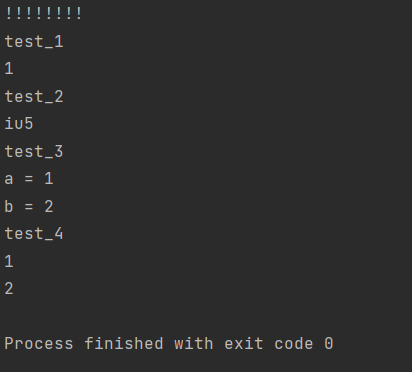 !!!!!!!!
test_1
1
test_2
iu5
test_3
a = 1
b = 2
test_4
1
2
Process finished with exit code 0